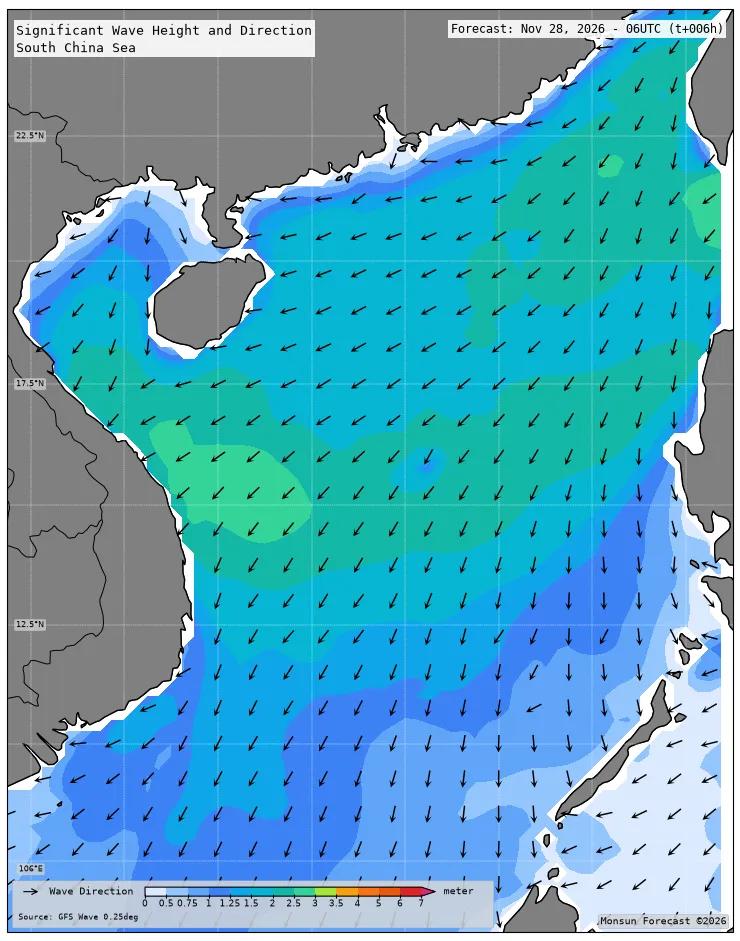 Significant Wave Height and Direction
South China Sea
Forecast: Nov 28, 2026 - 06UTC (t+006h)
22.5°N
17.5°N
12.5°N
106°E
Wave Direction
meter
0 0.5 0.75 1 1.25 1.5 2 2.5 3 3.5 4 5 6 7
Source: GFS Wave 0.25deg
Monsun Forecast ©2026